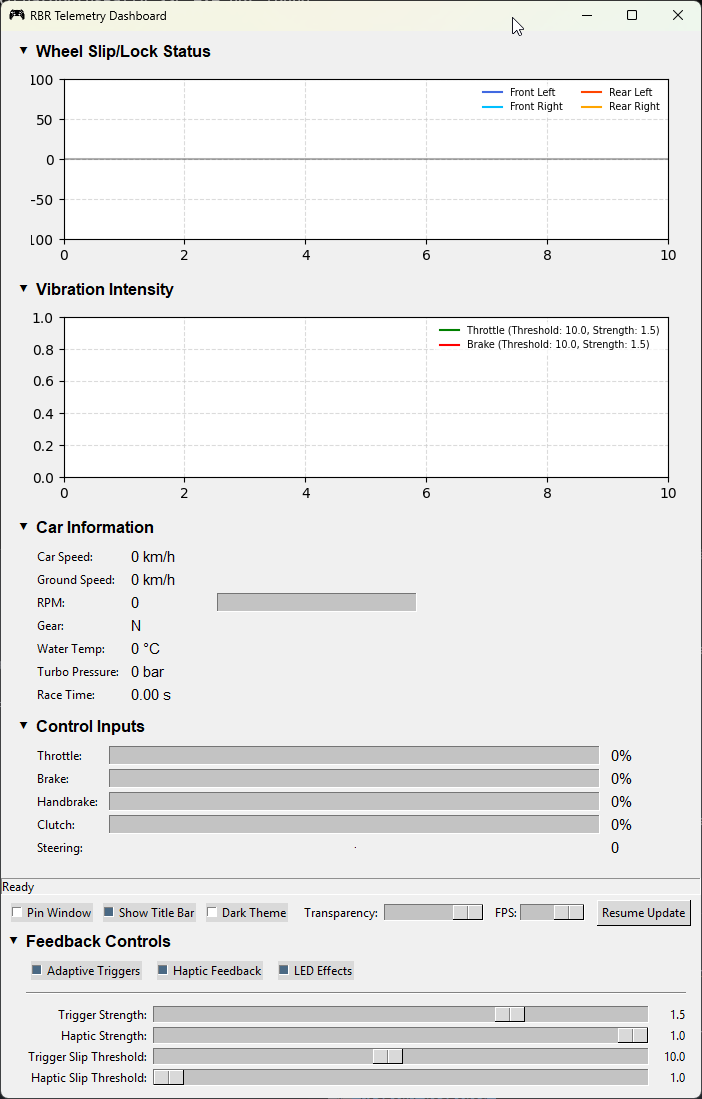 RBR Telemetry Dashboard
Wheel Slip/Lock Status
100
Front Left Rear Left
Front Right Rear Right
50
0
-50
100
0 2 4 6 8 10
Vibration Intensity
1.0
Throttle (Threshold: 10.0, Strength: 1.5)
Brake (Threshold: 10.0, Strength: 1.5)
0.8
0.6
0.4
0.2
0.0
0 2 4 6 8 10
Car Information
Car Speed: 0 km/h
Ground Speed: 0 km/h
RPM: 0
Gear: N
Water Temp: 0 °C
Turbo Pressure: 0 bar
Race Time: 0.00 s
Control Inputs
Throttle: 0%
Brake: 0%
Handbrake: 0%
Clutch: 0%
Steering: 0
Ready
Pin Window Show Title Bar Dark Theme Transparency: FPS: Resume Update
Feedback Controls
Adaptive Triggers Haptic Feedback LED Effects
Trigger Strength: 1.5
Haptic Strength: 1.0
Trigger Slip Threshold: 10.0
Haptic Slip Threshold: 1.0